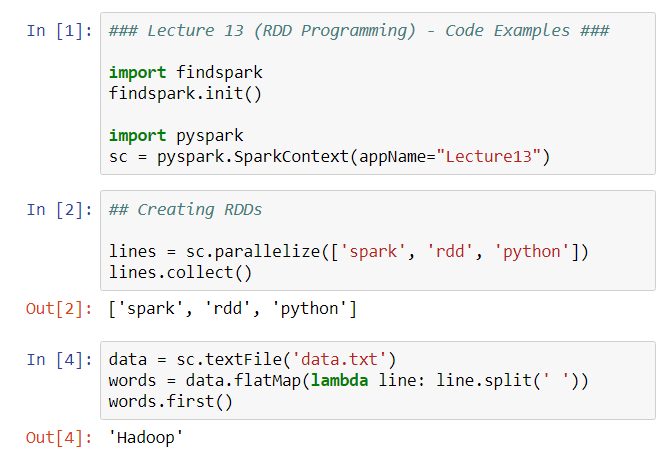 In [1]: ### Lecture 13 (RDD Programming) - Code Examples ###
import findspark
findspark.init()
import pyspark
sc = pyspark.SparkContext(appName="Lecture13")
In [2]: ## Creating RDDs
lines = sc.parallelize(['spark', 'rdd', 'python'])
lines.collect()
Out[2]: ['spark', 'rdd', 'python']
In [4]: data = sc.textFile('data.txt')
words = data.flatMap(lambda line: line.split(' '))
words.first()
Out[4]: 'Hadoop'